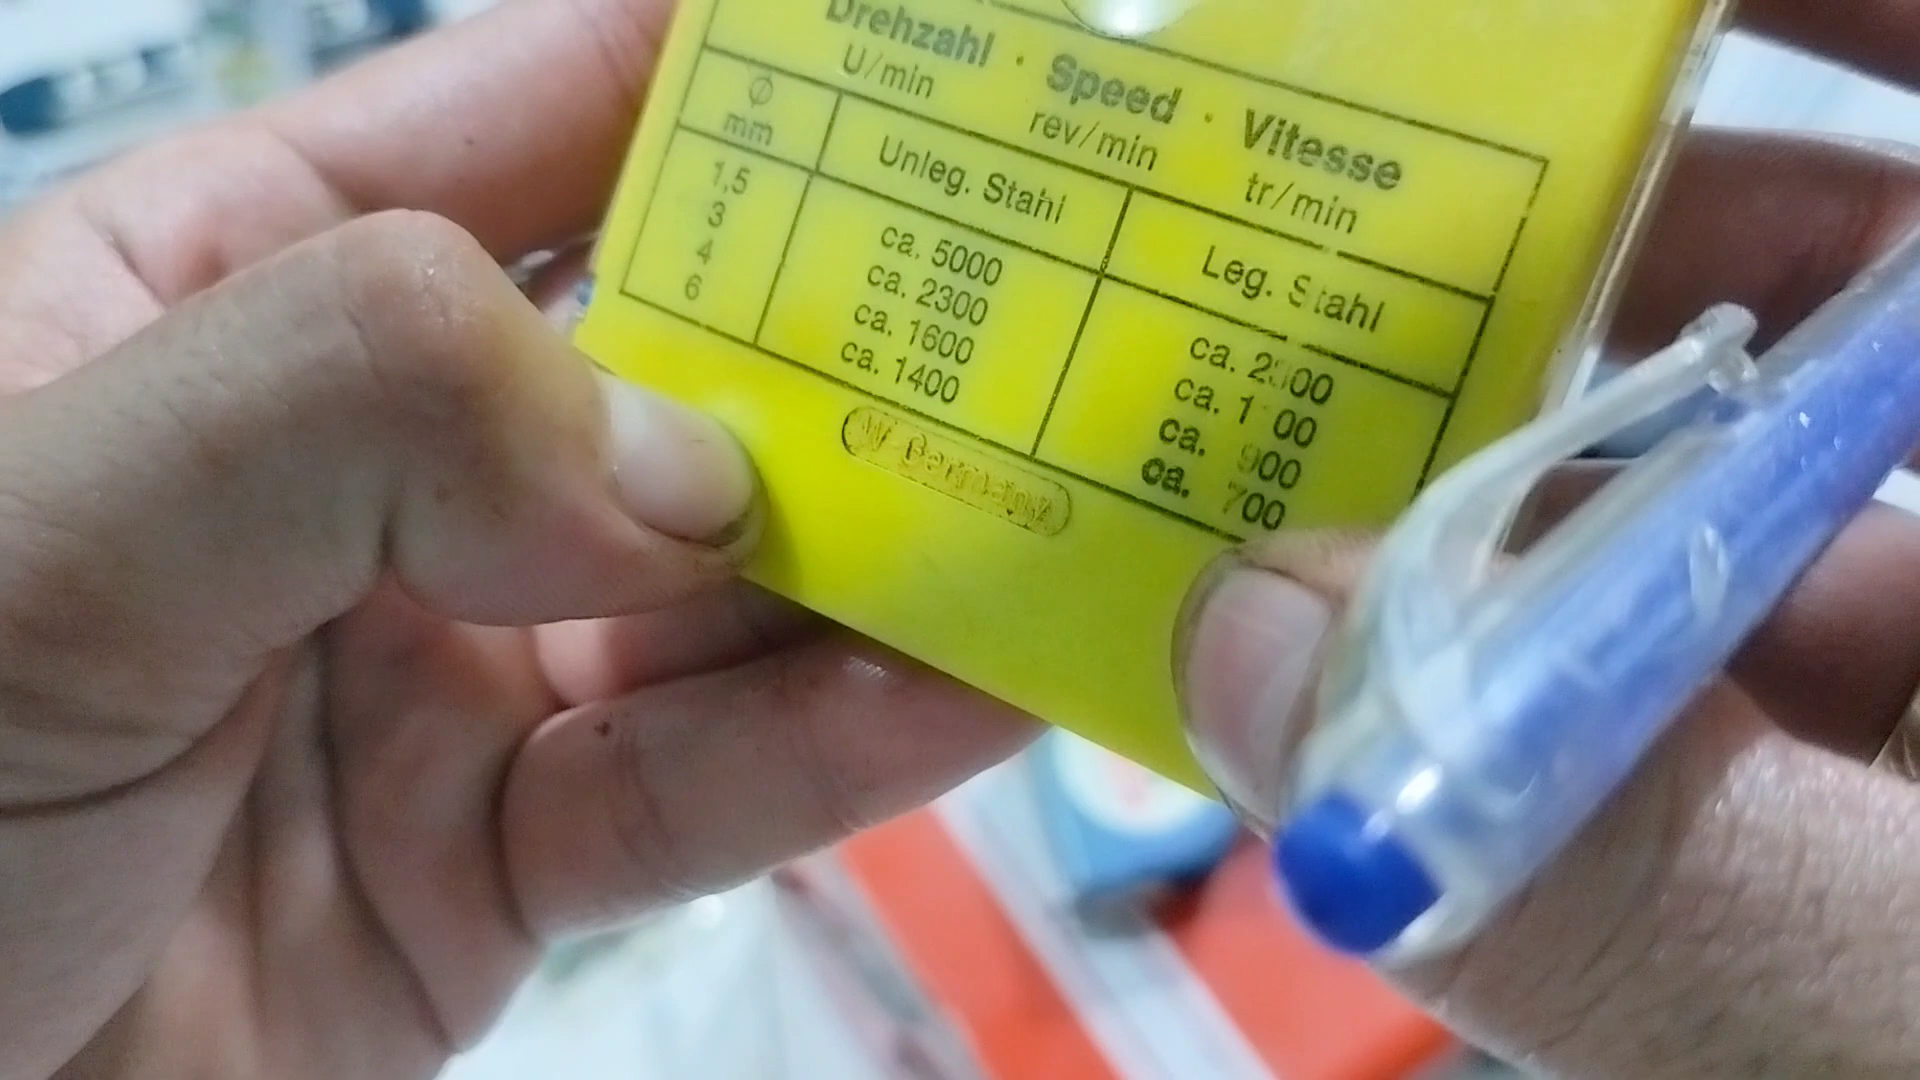 Drehzahl · Speed · Vitesse
U/min rev/min tr/min
Ø mm Unleg. Stahl Leg. Stahl
1,5 ca. 5000 ca.
3 ca. 2300 ca.
4 ca. 1600 ca. 900
6 ca. 1400 ca. 700
W-Germany